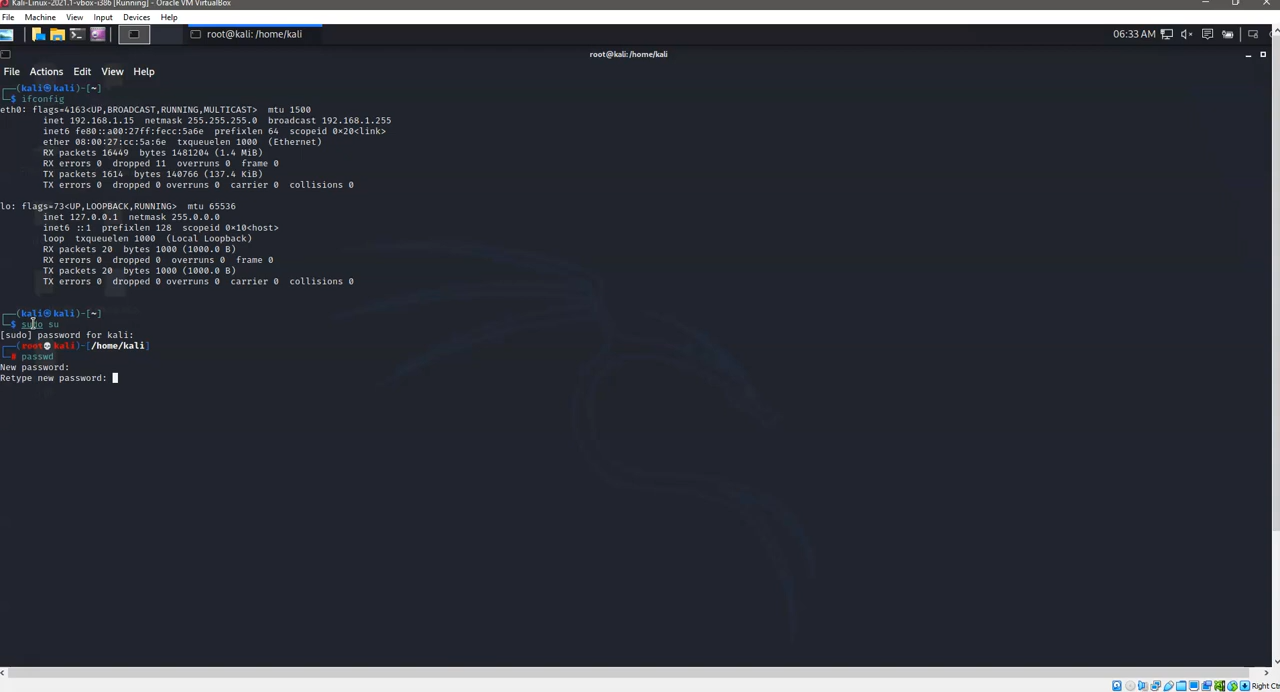 Kali-Linux-2021.1-vbox-i386 [Running] - Oracle VM VirtualBox
File Machine View Input Devices Help
root@kali: /home/kali
06:33 AM
root@kali: /home/kali
File Actions Edit View Help
┌──(kali㉿kali)-[~]
└─$ ifconfig
eth0: flags=4163<UP,BROADCAST,RUNNING,MULTICAST>  mtu 1500
inet 192.168.1.15  netmask 255.255.255.0  broadcast 192.168.1.255
inet6 fe80::a00:27ff:fecc:5a6e  prefixlen 64  scopeid 0×20<link>
ether 08:00:27:cc:5a:6e  txqueuelen 1000  (Ethernet)
RX packets 16449  bytes 1481204 (1.4 MiB)
RX errors 0  dropped 11  overruns 0  frame 0
TX packets 1614  bytes 140766 (137.4 KiB)
TX errors 0  dropped 0 overruns 0  carrier 0  collisions 0
lo: flags=73<UP,LOOPBACK,RUNNING>  mtu 65536
inet 127.0.0.1  netmask 255.0.0.0
inet6 ::1  prefixlen 128  scopeid 0×10<host>
loop  txqueuelen 1000  (Local Loopback)
RX packets 20  bytes 1000 (1000.0 B)
RX errors 0  dropped 0  overruns 0  frame 0
TX packets 20  bytes 1000 (1000.0 B)
TX errors 0  dropped 0 overruns 0  carrier 0  collisions 0
┌──(kali㉿kali)-[~]
└─$ sudo su
[sudo] password for kali:
┌──(root💀kali)-[/home/kali]
└─# passwd
New password:
Retype new password:
Right Ctrl